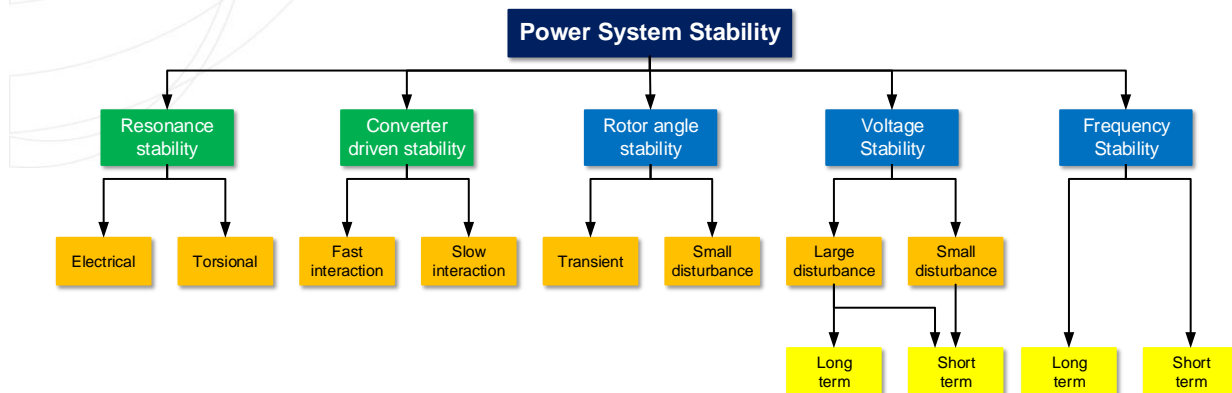 Power System Stability
Resonance
stability
Converter
driven stability
Rotor angle
stability
Voltage
Stability
Frequency
Stability
Electrical
Torsional
Fast
interaction
Slow
interaction
Transient
Small
disturbance
Large
disturbance
Small
disturbance
Long
term
Short
term
Long
term
Short
term